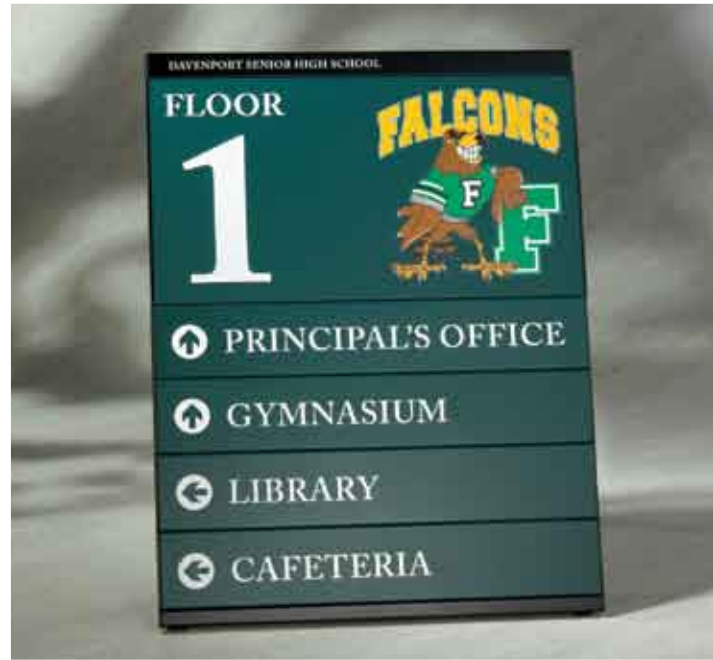 DAVENPORT SENIOR HIGH SCHOOL
FLOOR
1
FALCONS
F
F
PRINCIPAL'S OFFICE
GYMNASIUM
LIBRARY
CAFETERIA